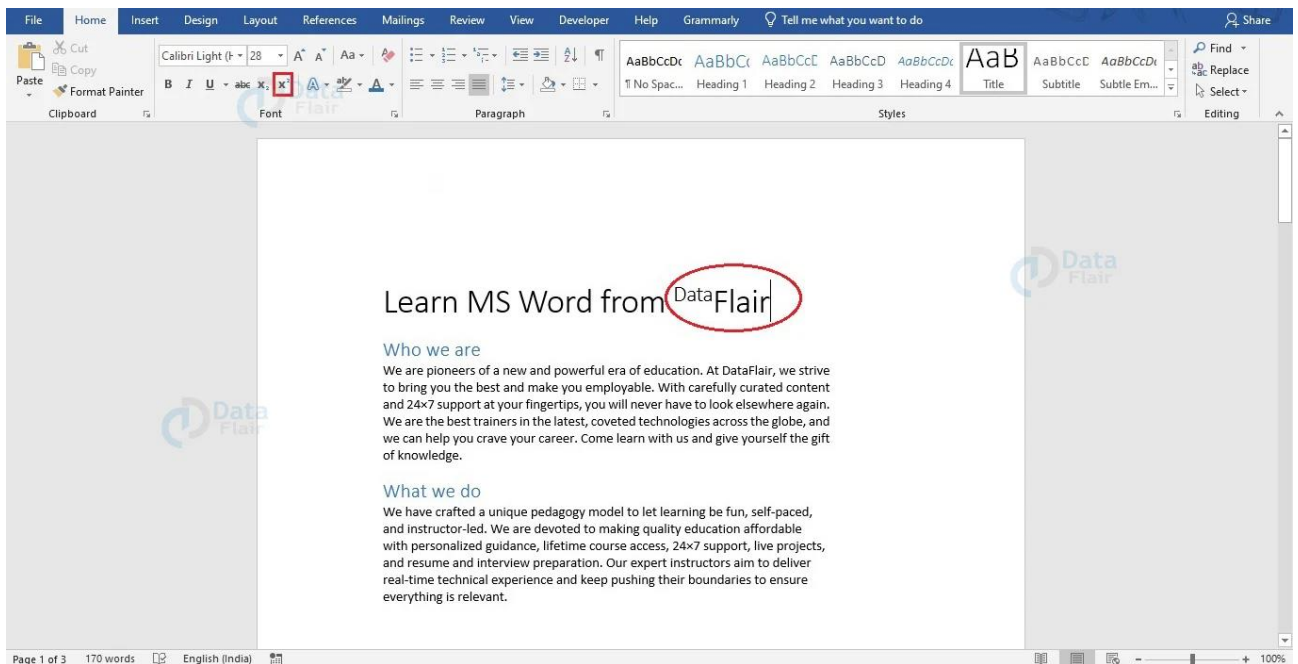 File Home Insert Design Layout References Mailings Review View Developer Help Grammarly Tell me what you want to do Share
Cut
Copy
Paste
Format Painter
Clipboard
Calibri Light (H 28 A A Aa
B I U abc x₂ x² A ab A
Font
Paragraph
AaBbCcDc AaBbCc AaBbCcE AaBbCcD AaBbCcDc AaB AaBbCcD AaBbCcDc
¶ No Spac... Heading 1 Heading 2 Heading 3 Heading 4 Title Subtitle Subtle Em...
Styles
Find
Replace
Select
Editing
Learn MS Word from DataFlair
Who we are
We are pioneers of a new and powerful era of education. At DataFlair, we strive
to bring you the best and make you employable. With carefully curated content
and 24×7 support at your fingertips, you will never have to look elsewhere again.
We are the best trainers in the latest, coveted technologies across the globe, and
we can help you crave your career. Come learn with us and give yourself the gift
of knowledge.
What we do
We have crafted a unique pedagogy model to let learning be fun, self-paced,
and instructor-led. We are devoted to making quality education affordable
with personalized guidance, lifetime course access, 24×7 support, live projects,
and resume and interview preparation. Our expert instructors aim to deliver
real-time technical experience and keep pushing their boundaries to ensure
everything is relevant.
Data
Flair
Data
Flair
Data
Flair
Page 1 of 3 170 words English (India) 100%